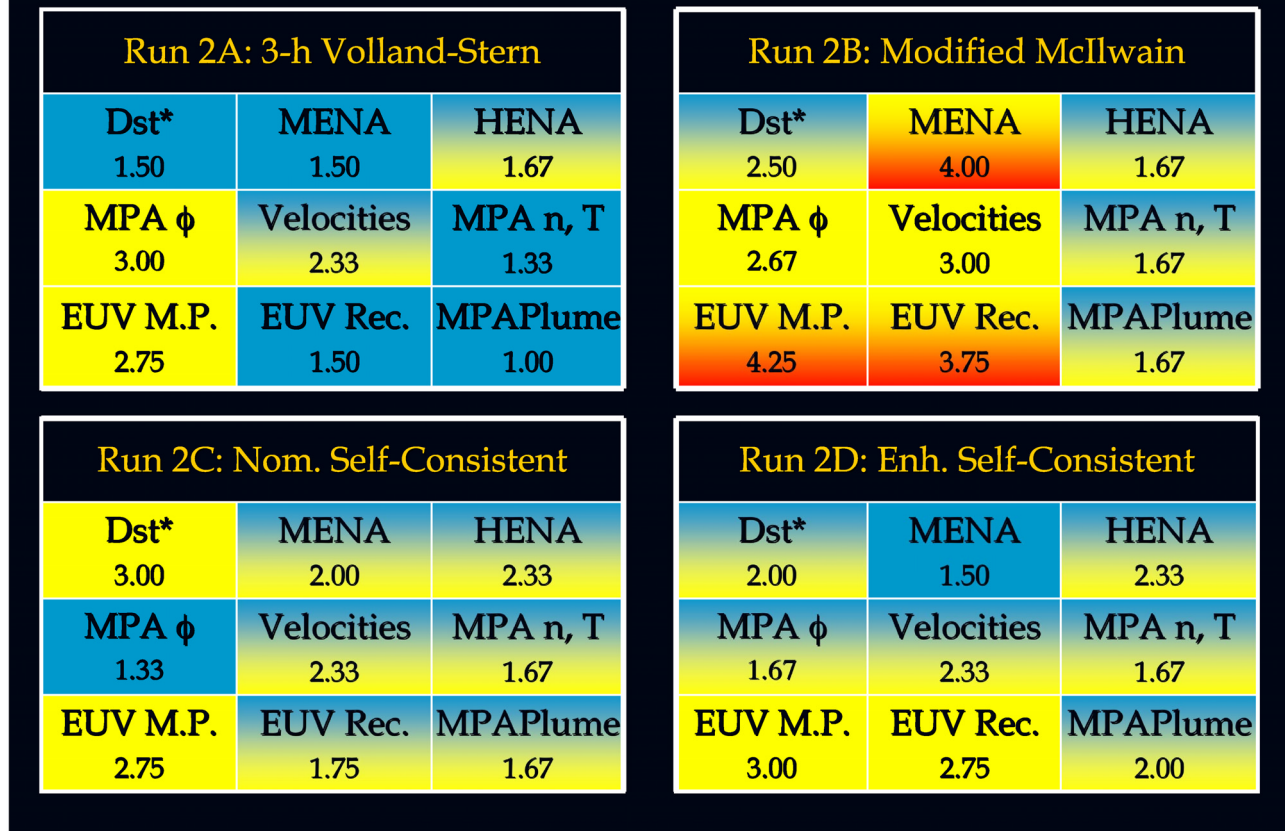 Run 2A: 3-h Volland-Stern
Dst* MENA HENA
1.50 1.50 1.67
MPA ϕ Velocities MPA n, T
3.00 2.33 1.33
EUV M.P. EUV Rec. MPAPlume
2.75 1.50 1.00
Run 2B: Modified McIlwain
Dst* MENA HENA
2.50 4.00 1.67
MPA ϕ Velocities MPA n, T
2.67 3.00 1.67
EUV M.P. EUV Rec. MPAPlume
4.25 3.75 1.67
Run 2C: Nom. Self-Consistent
Dst* MENA HENA
3.00 2.00 2.33
MPA ϕ Velocities MPA n, T
1.33 2.33 1.67
EUV M.P. EUV Rec. MPAPlume
2.75 1.75 1.67
Run 2D: Enh. Self-Consistent
Dst* MENA HENA
2.00 1.50 2.33
MPA ϕ Velocities MPA n, T
1.67 2.33 1.67
EUV M.P. EUV Rec. MPAPlume
3.00 2.75 2.00